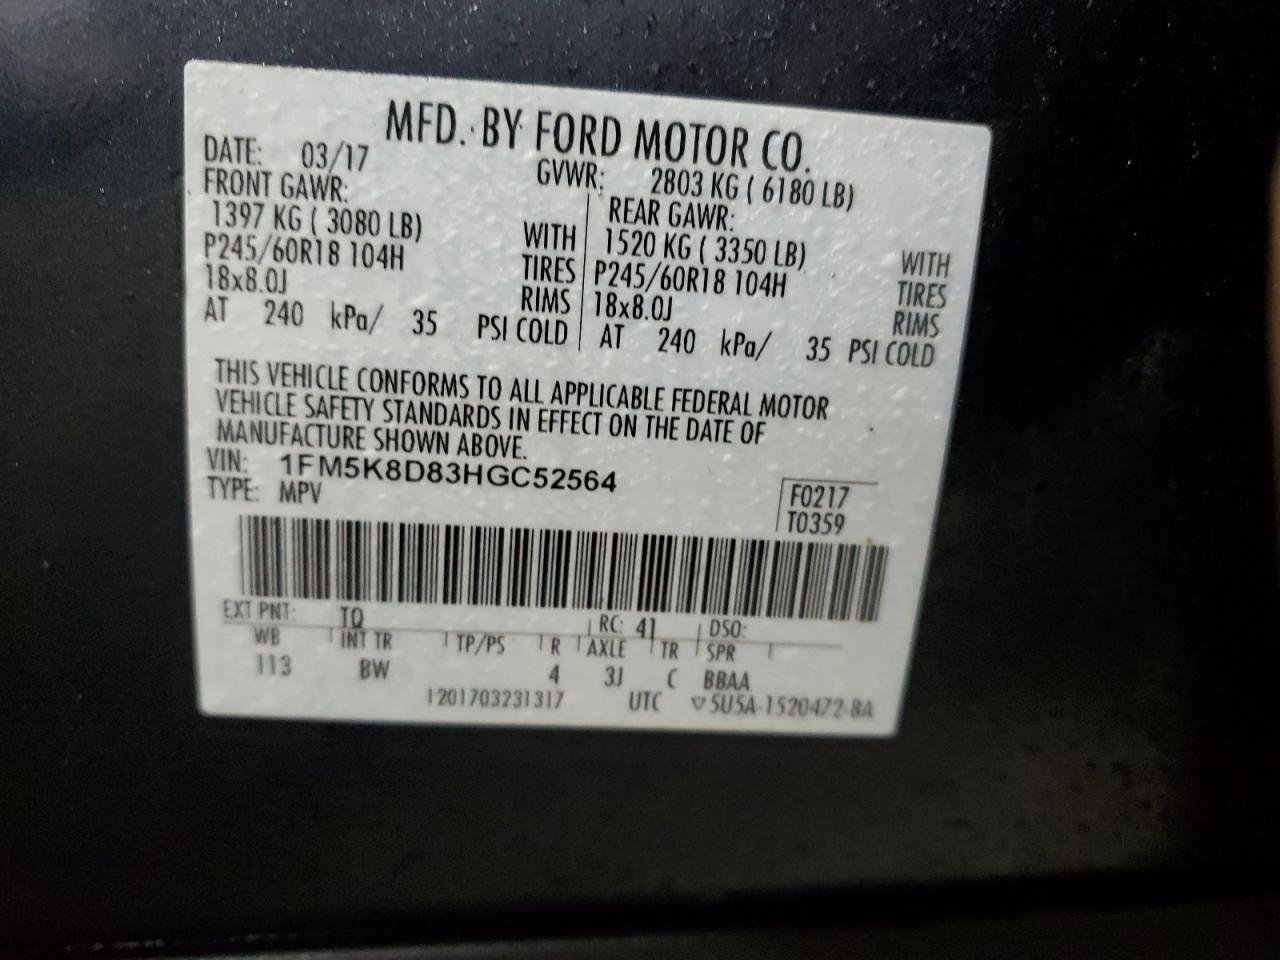 MFD. BY FORD MOTOR CO.
DATE: 03/17 GVWR: 2803 KG ( 6180 LB)
FRONT GAWR: REAR GAWR:
1397 KG ( 3080 LB) WITH 1520 KG ( 3350 LB) WITH
P245/60R18 104H TIRES P245/60R18 104H TIRES
18x8.0J RIMS 18x8.0J RIMS
AT 240 kPa/ 35 PSI COLD AT 240 kPa/ 35 PSI COLD
THIS VEHICLE CONFORMS TO ALL APPLICABLE FEDERAL MOTOR
VEHICLE SAFETY STANDARDS IN EFFECT ON THE DATE OF
MANUFACTURE SHOWN ABOVE.
VIN: 1FM5K8D83HGC52564
TYPE: MPV
F0217
T0359
EXT PNT: TQ RC: 41 DSO:
WB INT TR TP/PS R AXLE TR SPR
113 BW 4 3J C BBAA
1201703231317 UTC ▽5U5A-1520472-BA